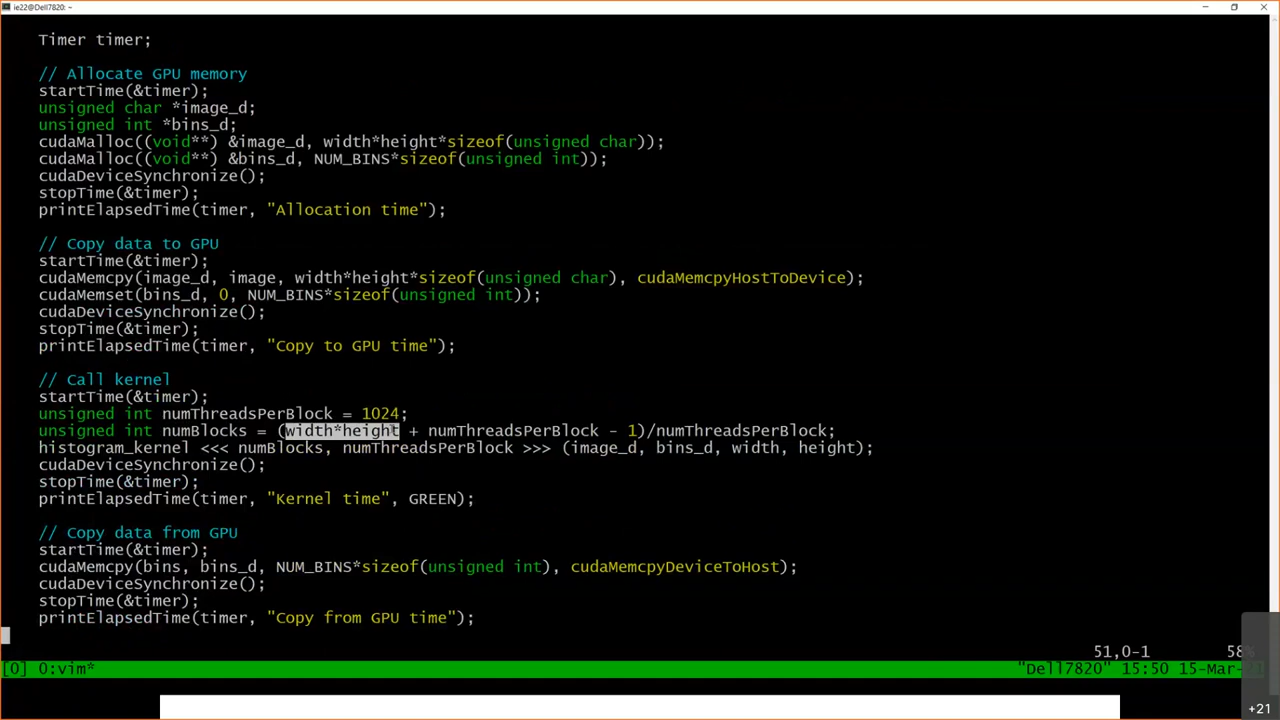 ie22@Dell7820: ~
Timer timer;
// Allocate GPU memory
startTime(&timer);
unsigned char *image_d;
unsigned int *bins_d;
cudaMalloc((void**) &image_d, width*height*sizeof(unsigned char));
cudaMalloc((void**) &bins_d, NUM_BINS*sizeof(unsigned int));
cudaDeviceSynchronize();
stopTime(&timer);
printElapsedTime(timer, "Allocation time");
// Copy data to GPU
startTime(&timer);
cudaMemcpy(image_d, image, width*height*sizeof(unsigned char), cudaMemcpyHostToDevice);
cudaMemset(bins_d, 0, NUM_BINS*sizeof(unsigned int));
cudaDeviceSynchronize();
stopTime(&timer);
printElapsedTime(timer, "Copy to GPU time");
// Call kernel
startTime(&timer);
unsigned int numThreadsPerBlock = 1024;
unsigned int numBlocks = (width*height + numThreadsPerBlock - 1)/numThreadsPerBlock;
histogram_kernel <<< numBlocks, numThreadsPerBlock >>> (image_d, bins_d, width, height);
cudaDeviceSynchronize();
stopTime(&timer);
printElapsedTime(timer, "Kernel time", GREEN);
// Copy data from GPU
startTime(&timer);
cudaMemcpy(bins, bins_d, NUM_BINS*sizeof(unsigned int), cudaMemcpyDeviceToHost);
cudaDeviceSynchronize();
stopTime(&timer);
printElapsedTime(timer, "Copy from GPU time");
51,0-1 58%
[0] 0:vim* "Dell7820" 15:50 15-Mar-
+21